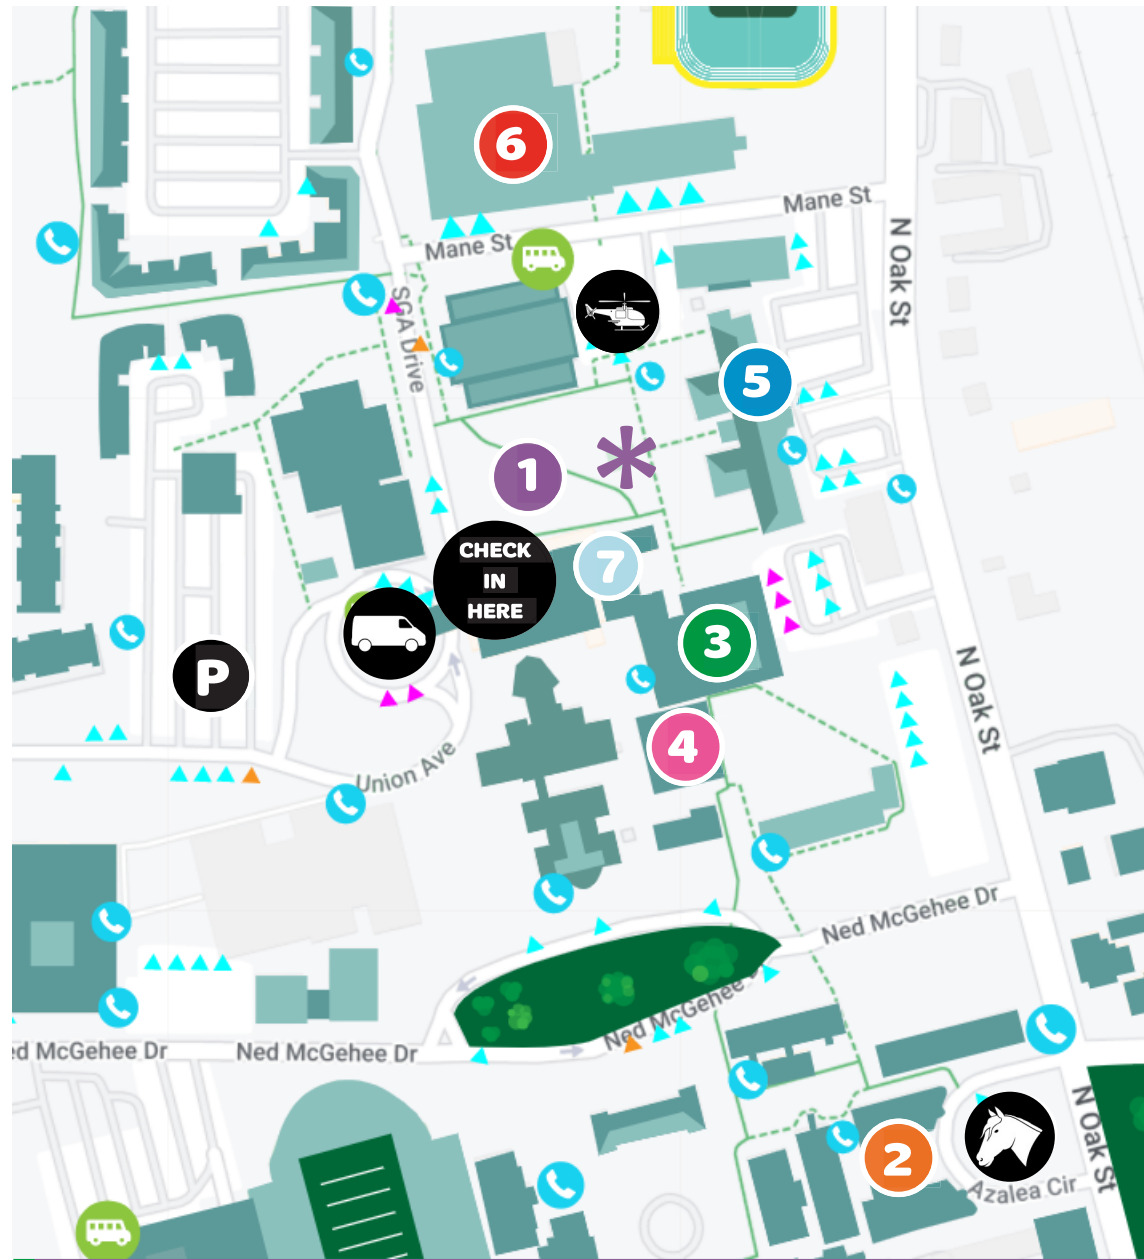 6
Mane St
Mane St
N Oak St
SGA Drive
5
1
CHECK
IN
HERE
7
3
P
N Oak St
4
Union Ave
Ned McGehee Dr
Ned McGehee
ed McGehee Dr
Ned McGehee Dr
N Oak St
2
Azalea Cir